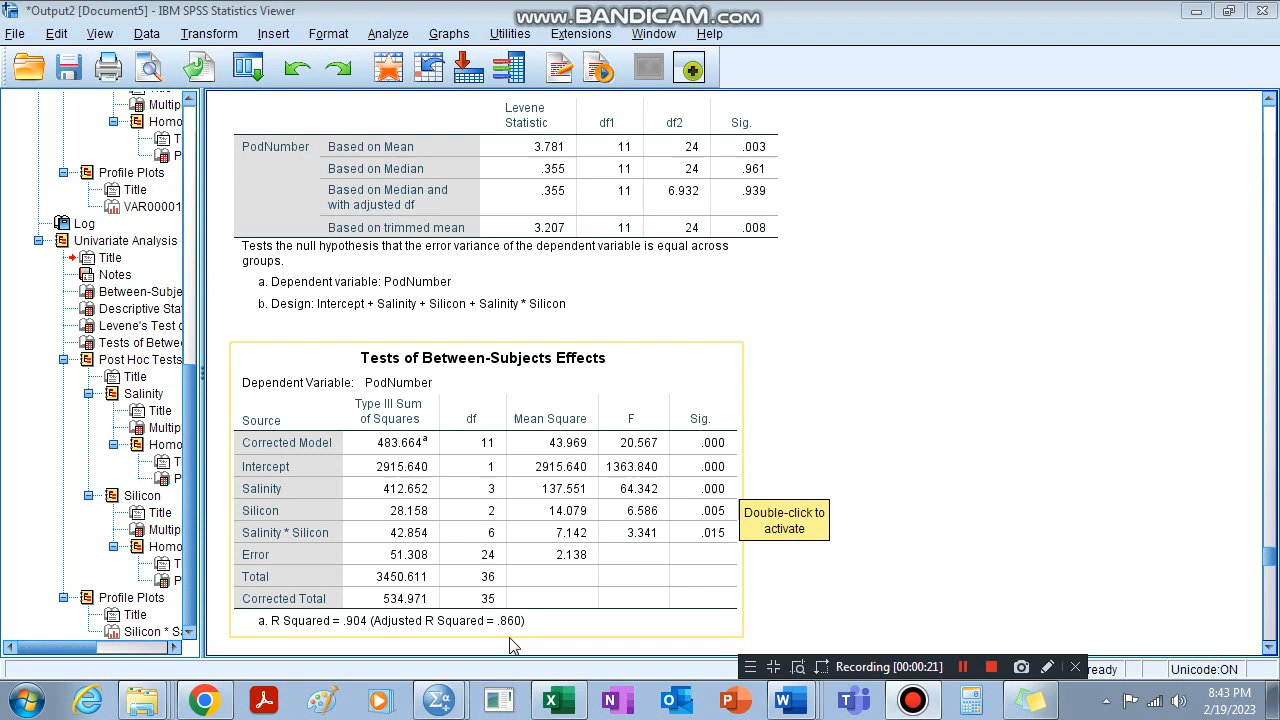 *Output2 [Document5] - IBM SPSS Statistics Viewer
www.BANDICAM.com
File Edit View Data Transform Insert Format Analyze Graphs Utilities Extensions Window Help
Title
Multip
Homo
T
P
Profile Plots
Title
VAR00001
Log
Univariate Analysis
Title
Notes
Between-Subje
Descriptive Sta
Levene's Test o
Tests of Betwe
Post Hoc Tests
Title
Salinity
Title
Multip
Homo
T
P
Silicon
Title
Multip
Homo
T
P
Profile Plots
Title
Silicon * Sa
Levene Statistic df1 df2 Sig.
PodNumber Based on Mean 3.781 11 24 .003
Based on Median .355 11 24 .961
Based on Median and with adjusted df .355 11 6.932 .939
Based on trimmed mean 3.207 11 24 .008
Tests the null hypothesis that the error variance of the dependent variable is equal across
groups.
a. Dependent variable: PodNumber
b. Design: Intercept + Salinity + Silicon + Salinity * Silicon
Tests of Between-Subjects Effects
Dependent Variable: PodNumber
Source Type III Sum of Squares df Mean Square F Sig.
Corrected Model 483.664a 11 43.969 20.567 .000
Intercept 2915.640 1 2915.640 1363.840 .000
Salinity 412.652 3 137.551 64.342 .000
Silicon 28.158 2 14.079 6.586 .005
Salinity * Silicon 42.854 6 7.142 3.341 .015
Error 51.308 24 2.138
Total 3450.611 36
Corrected Total 534.971 35
a. R Squared = .904 (Adjusted R Squared = .860)
Double-click to
activate
Recording [00:00:21]
eady Unicode:ON
8:43 PM
2/19/2023